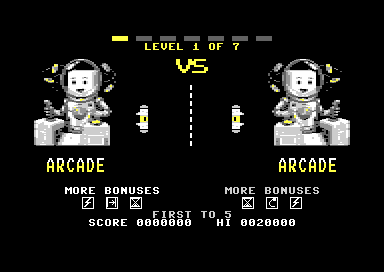 LEVEL 1 OF 7
VS
ARCADE ARCADE
MORE BONUSES MORE BONUSES
FIRST TO 5
SCORE 0000000 HI 0020000